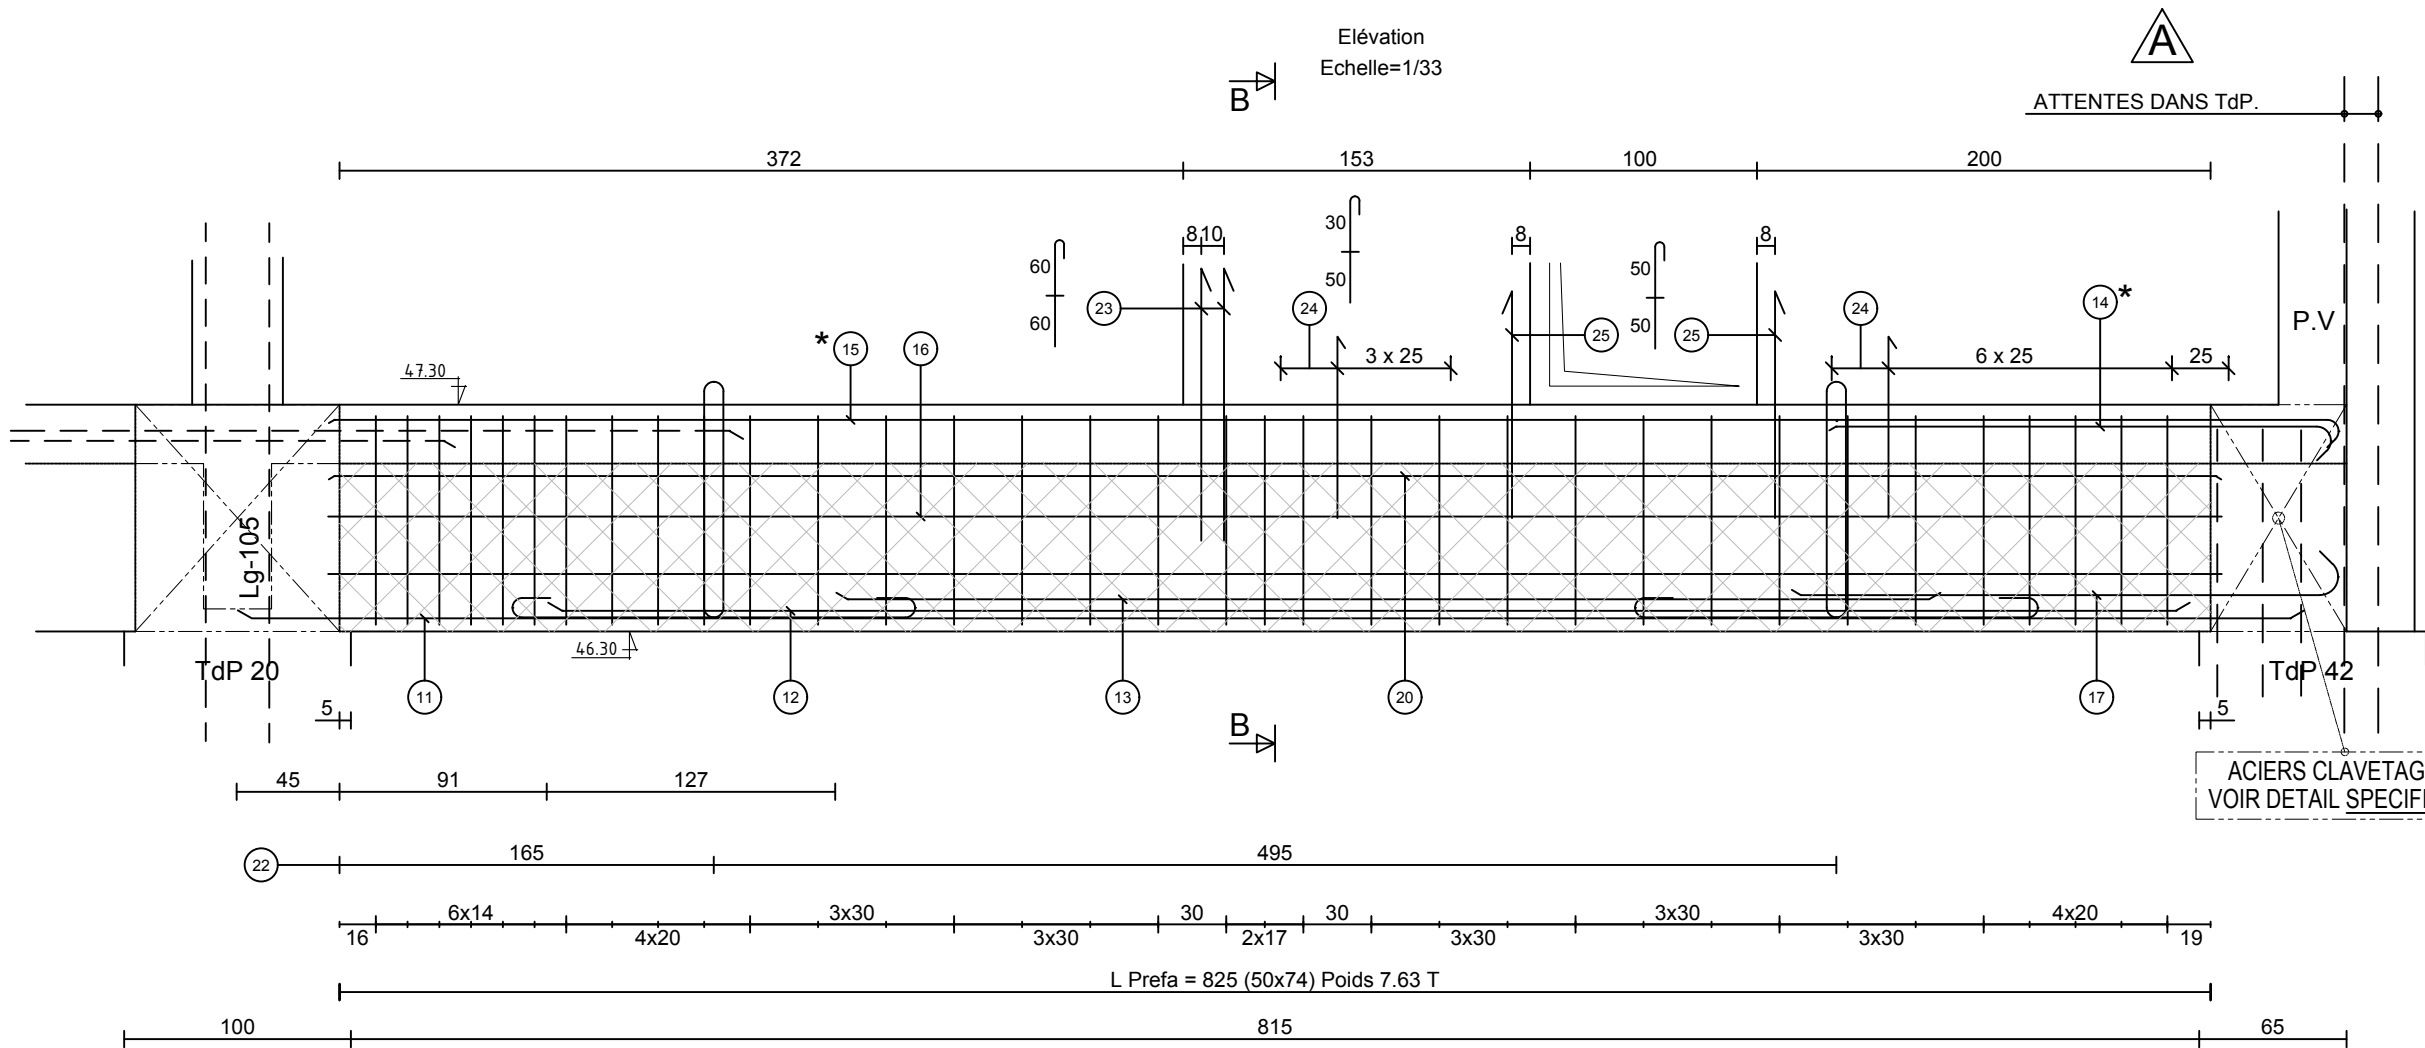 Elévation
Echelle=1/33
A
B
ATTENTES DANS TdP.
372
153
100
200
8 10
8
8
60
60
30
50
50
50
23
24
25
25
24
14 *
P.V
3 x 25
6 x 25
25
* 15
16
47.30
Lg-105
46.30
TdP 20
TdP 42
11
12
13
20
17
5
5
B
45
91
127
ACIERS CLAVETAG
VOIR DETAIL SPECIFI
22
165
495
6x14
3x30
30
30
3x30
4x20
16
4x20
3x30
2x17
3x30
3x30
19
L Prefa = 825 (50x74) Poids 7.63 T
100
815
65